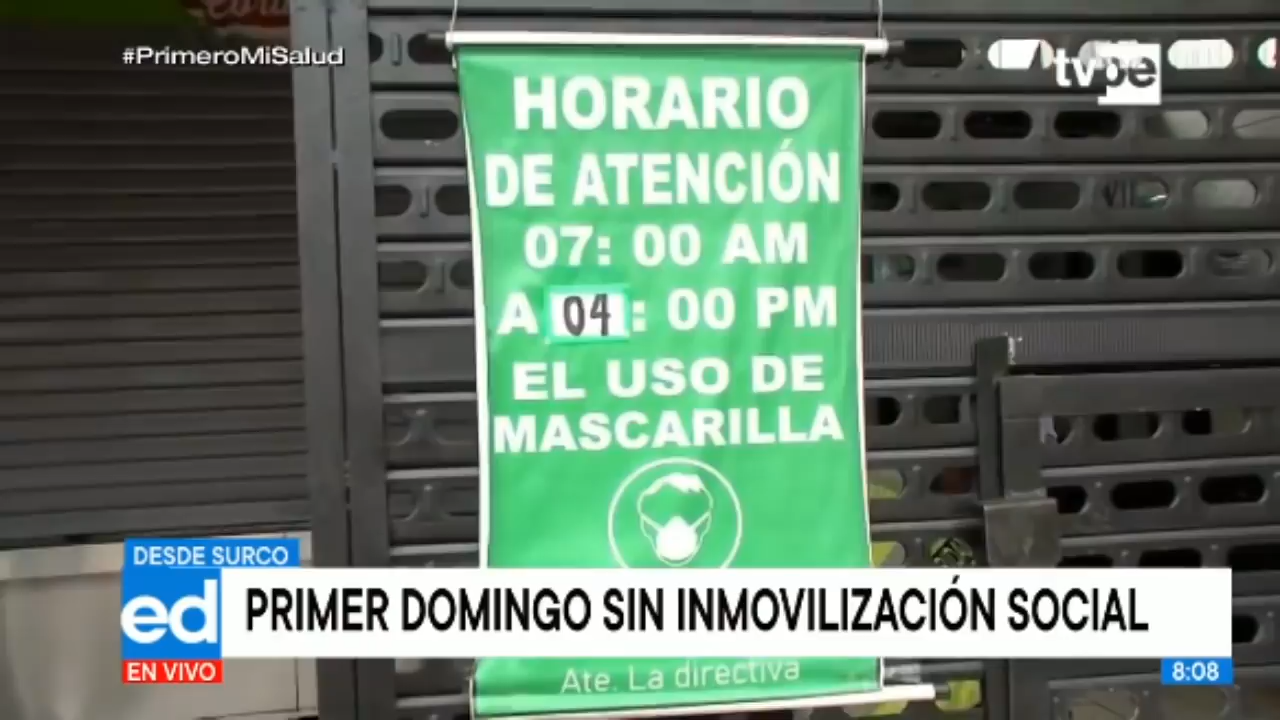 #PrimeroMiSalud
tvpe
HORARIO
DE ATENCIÓN
07: 00 AM
A 04 : 00 PM
EL USO DE
MASCARILLA
DESDE SURCO
ed
PRIMER DOMINGO SIN INMOVILIZACIÓN SOCIAL
EN VIVO
Ate. La directiva
8:08